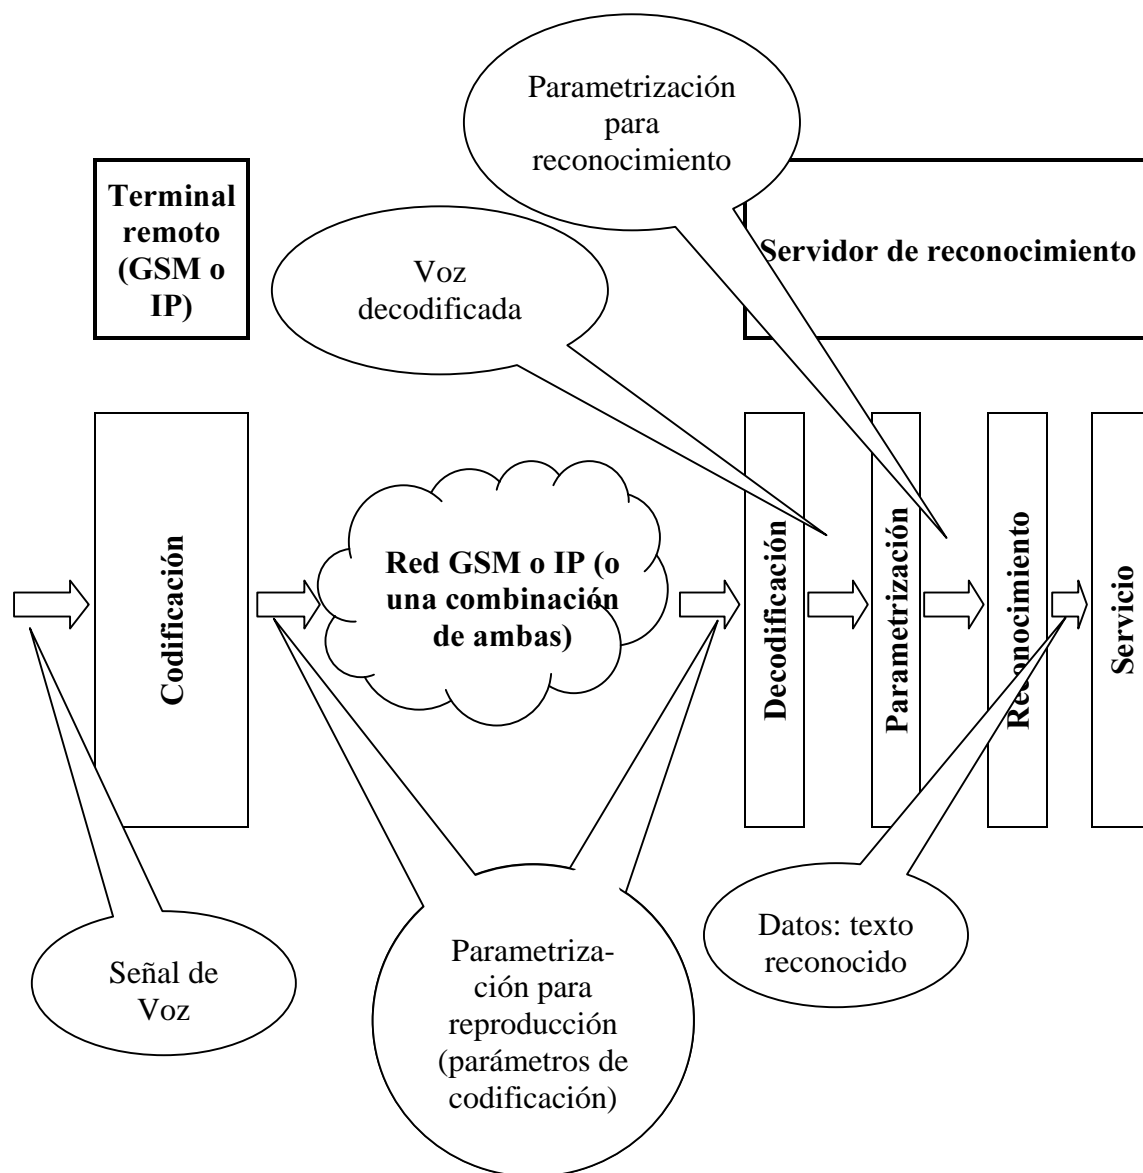 Parametrización
para
reconocimiento
Terminal
remoto
(GSM o
IP)
Servidor de reconocimiento
Voz
decodificada
Codificación
Red GSM o IP (o
una combinación
de ambas)
Decodificación
Parametrización
Reconocimiento
Servicio
Señal de
Voz
Parametriza-
ción para
reproducción
(parámetros de
codificación)
Datos: texto
reconocido